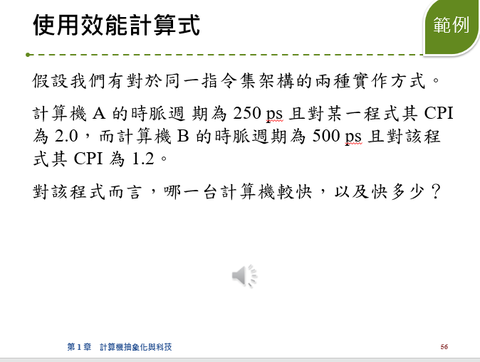 使用效能計算式
範例
假設我們有對於同一指令集架構的兩種實作方式。
計算機 A 的時脈週 期為 250 ps 且對某一程式其 CPI
為 2.0，而計算機 B 的時脈週期為 500 ps 且對該程
式其 CPI 為 1.2。
對該程式而言，哪一台計算機較快，以及快多少？
第 1 章 計算機抽象化與科技
56